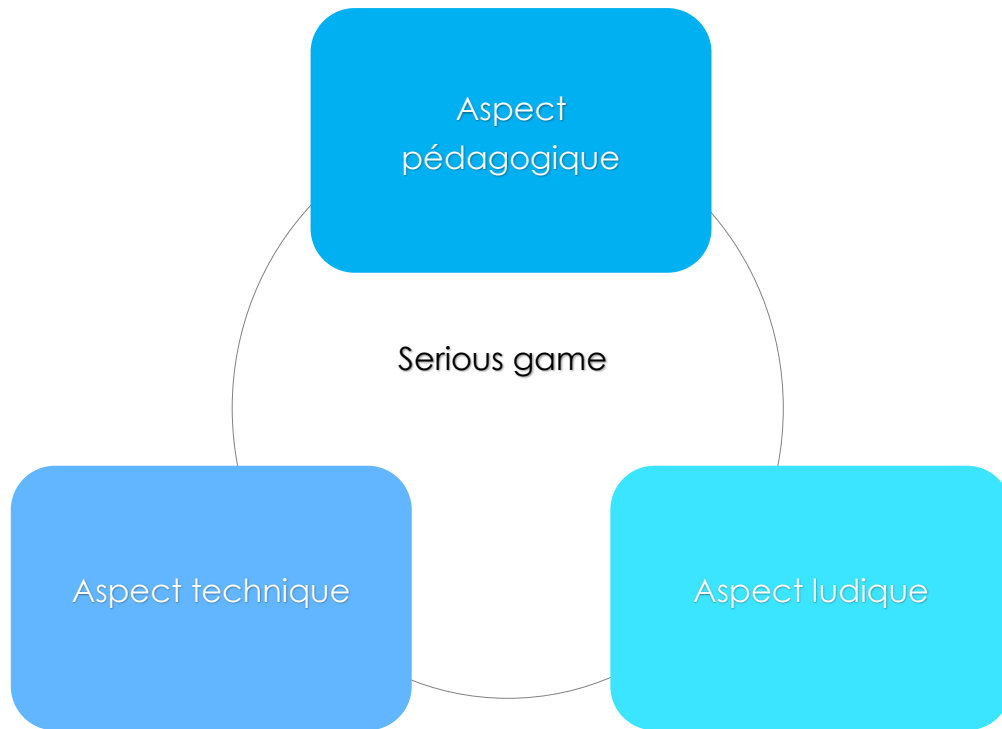 Aspect
pédagogique
Serious game
Aspect technique
Aspect ludique